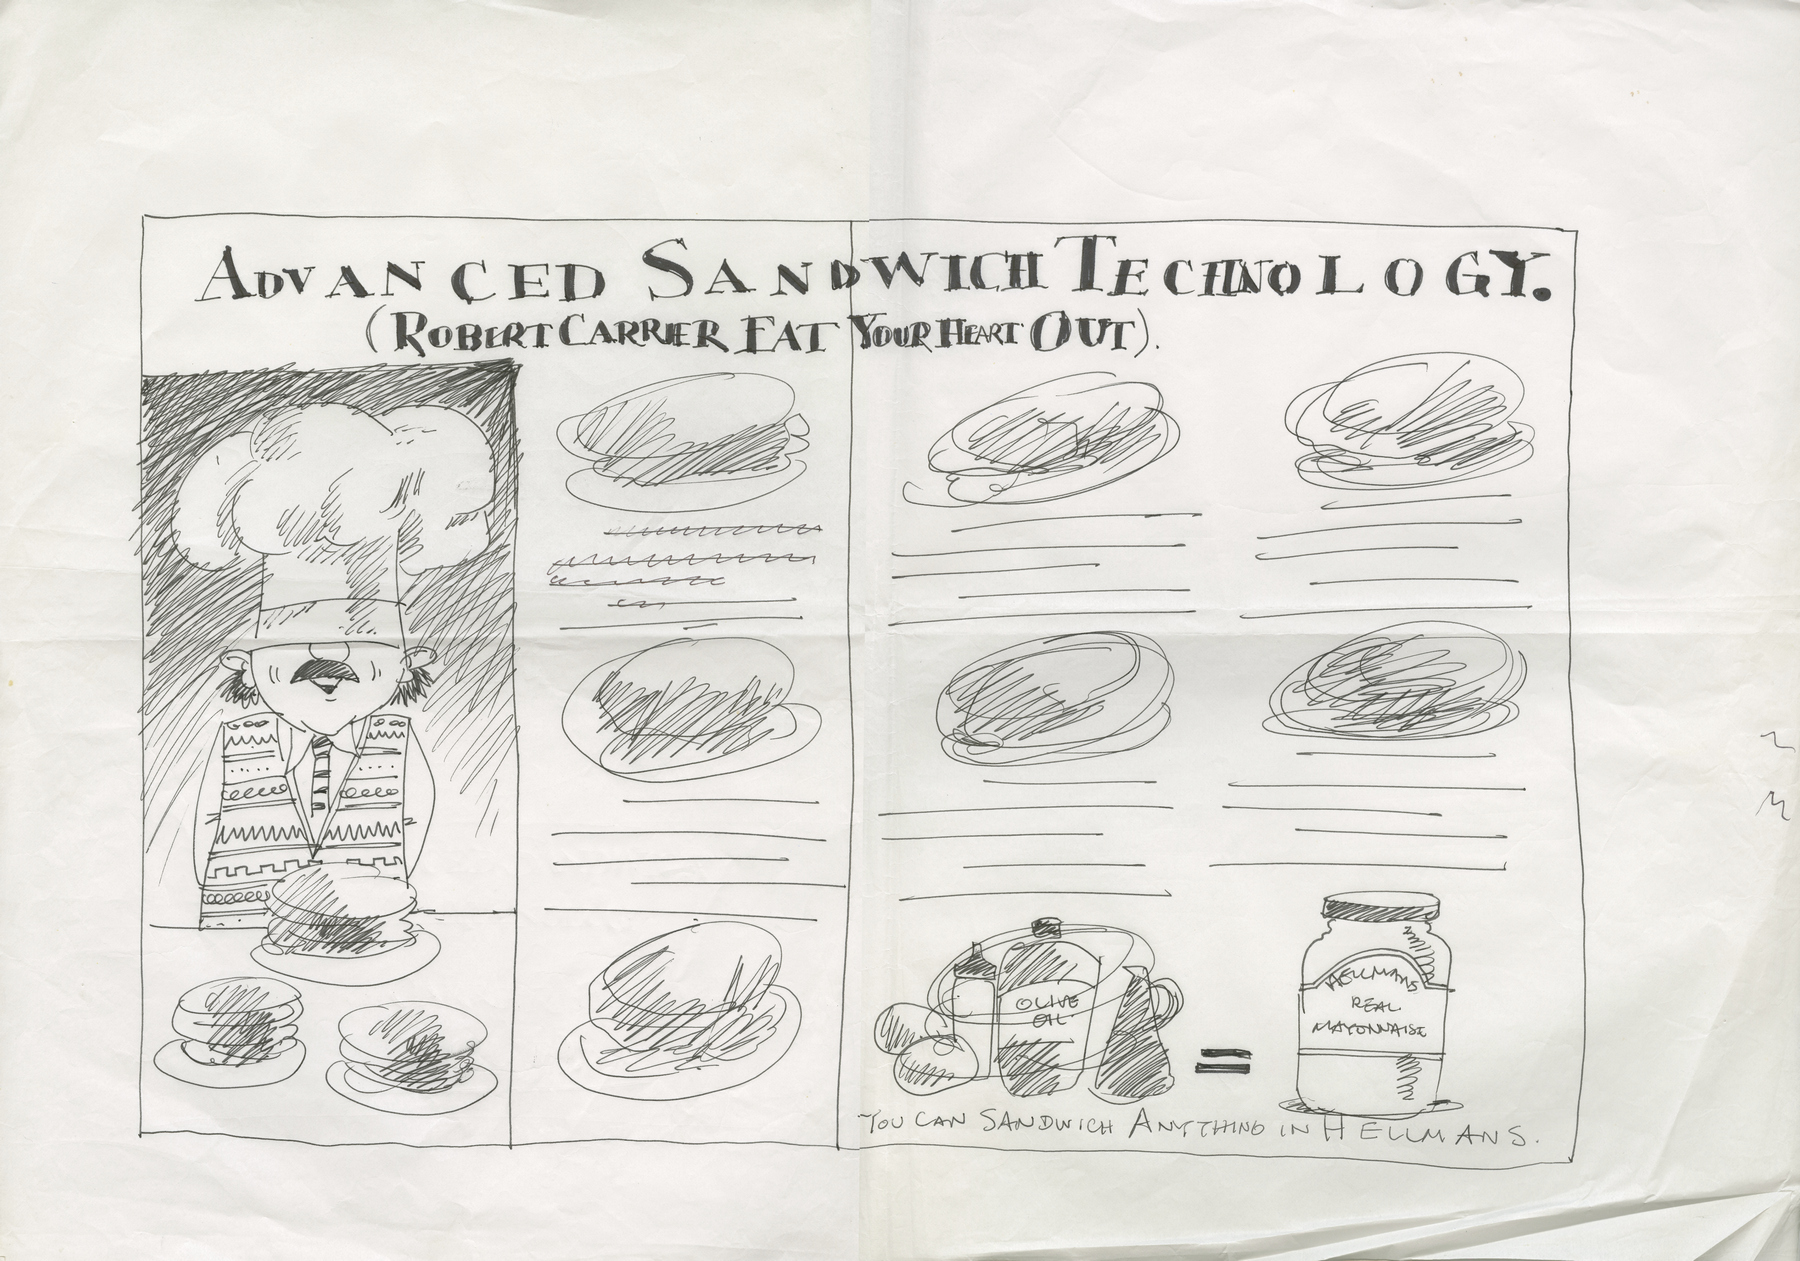 ADVANCED SANDWICH TECHNOLOGY.
(ROBERT CARRIER EAT YOUR HEART OUT).
OLIVE
OIL
HELLMANS
REAL
MAYONNAISE
YOU CAN SANDWICH ANYTHING IN HELLMANS.